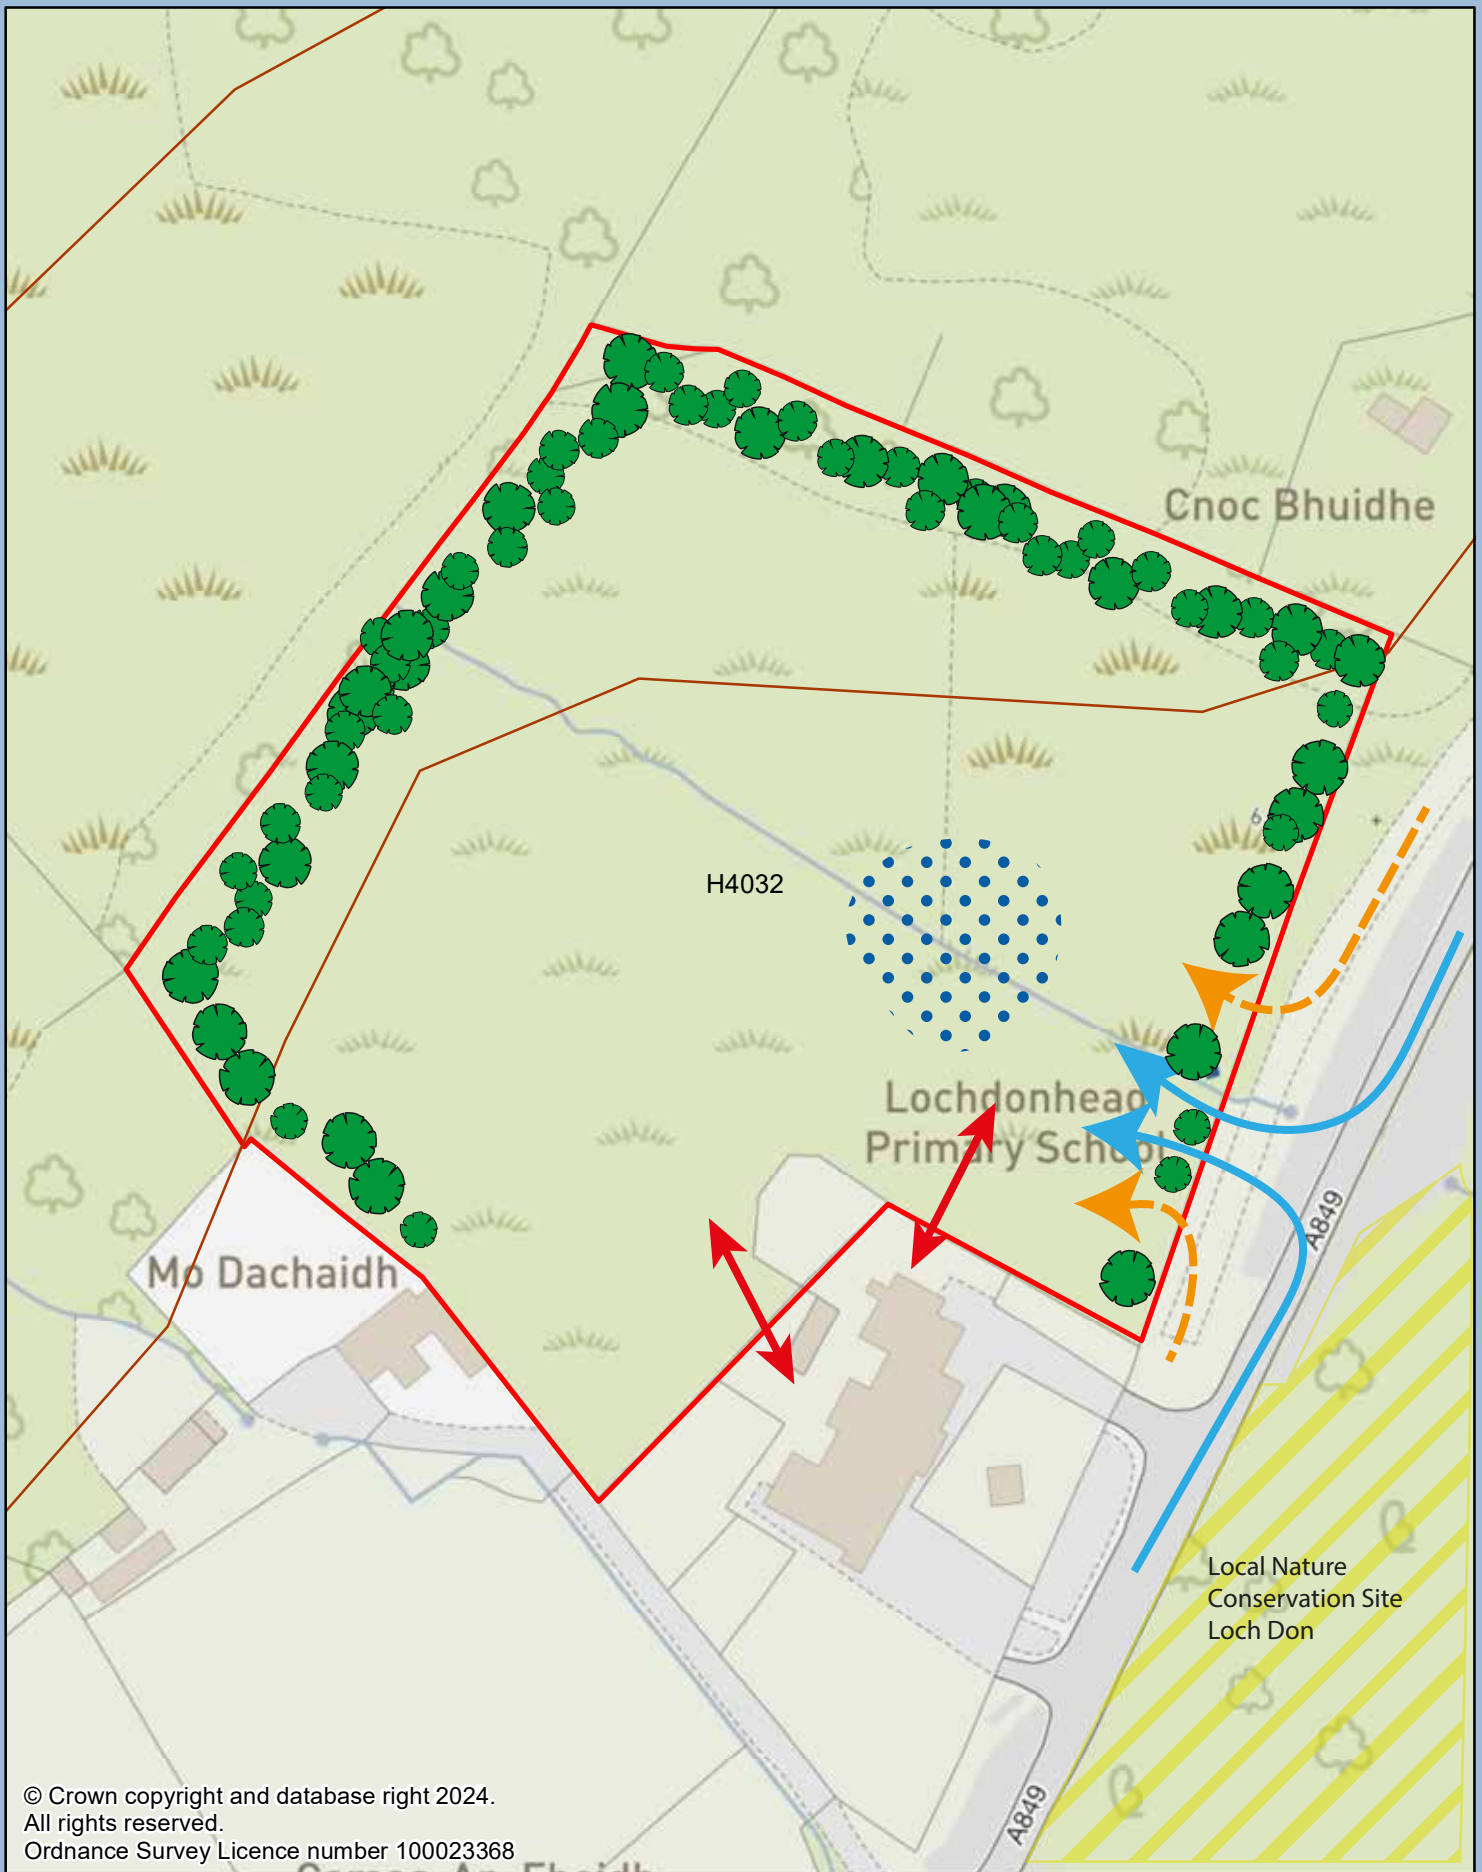 Cnoc Bhuidhe
6
H4032
Lochdonhead
Primary School
A849
Mo Dachaidh
Local Nature
Conservation Site
Loch Don
A849
© Crown copyright and database right 2024.
All rights reserved.
Ordnance Survey Licence number 100023368